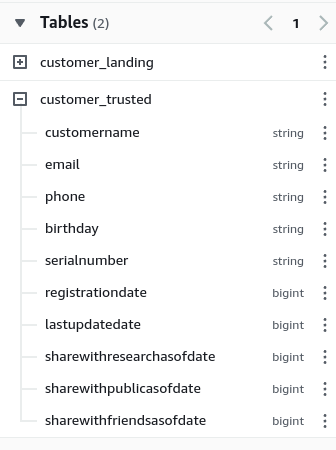 Tables (2) 1
customer_landing
customer_trusted
customername string
email string
phone string
birthday string
serialnumber string
registrationdate bigint
lastupdatedate bigint
sharewithresearchasofdate bigint
sharewithpublicasofdate bigint
sharewithfriendsasofdate bigint